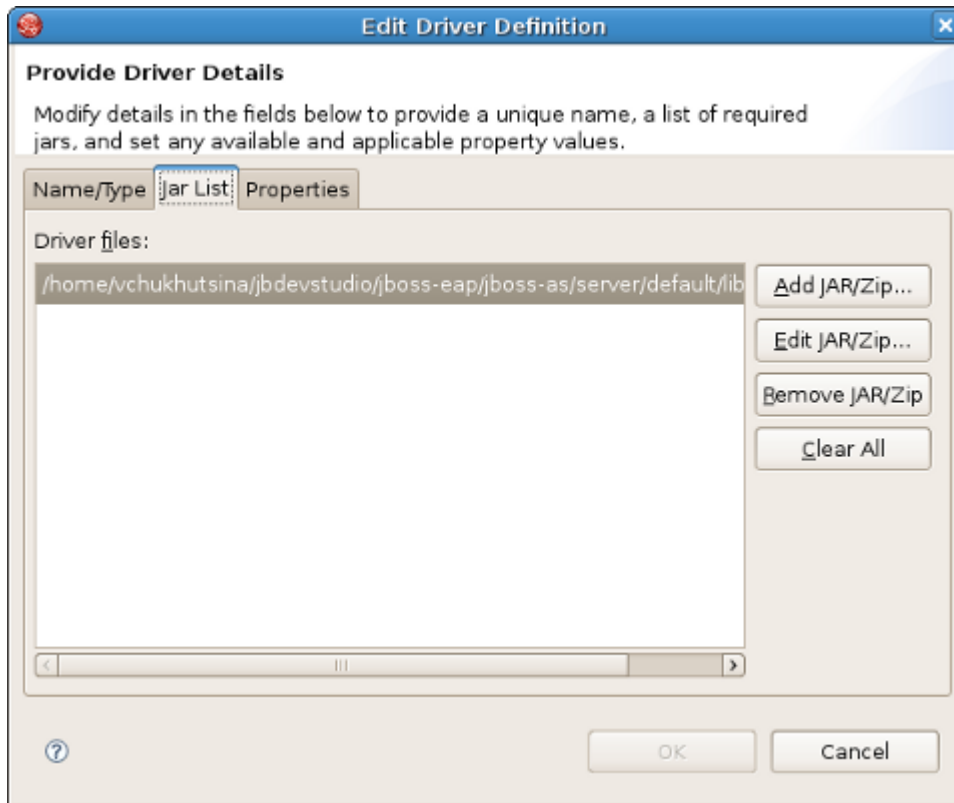 Edit Driver Definition
Provide Driver Details
Modify details in the fields below to provide a unique name, a list of required
jars, and set any available and applicable property values.
Name/Type Jar List Properties
Driver files:
/home/vchukhutsina/jbdevstudio/jboss-eap/jboss-as/server/default/lib
Add JAR/Zip...
Edit JAR/Zip...
Remove JAR/Zip
Clear All
OK Cancel